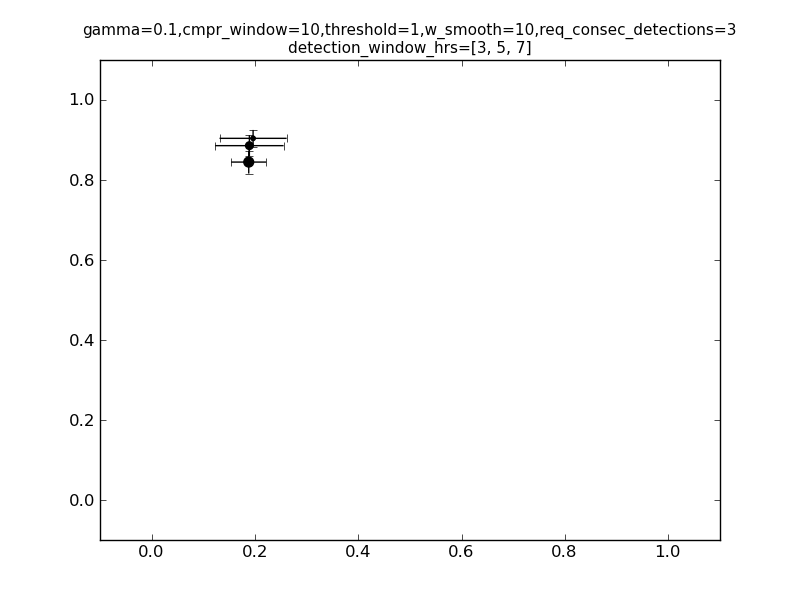 gamma=0.1,cmpr_window=10,threshold=1,w_smooth=10,req_consec_detections=3
detection_window_hrs=[3, 5, 7]
1.0
0.8
0.6
0.4
0.2
0.0
0.0 0.2 0.4 0.6 0.8 1.0